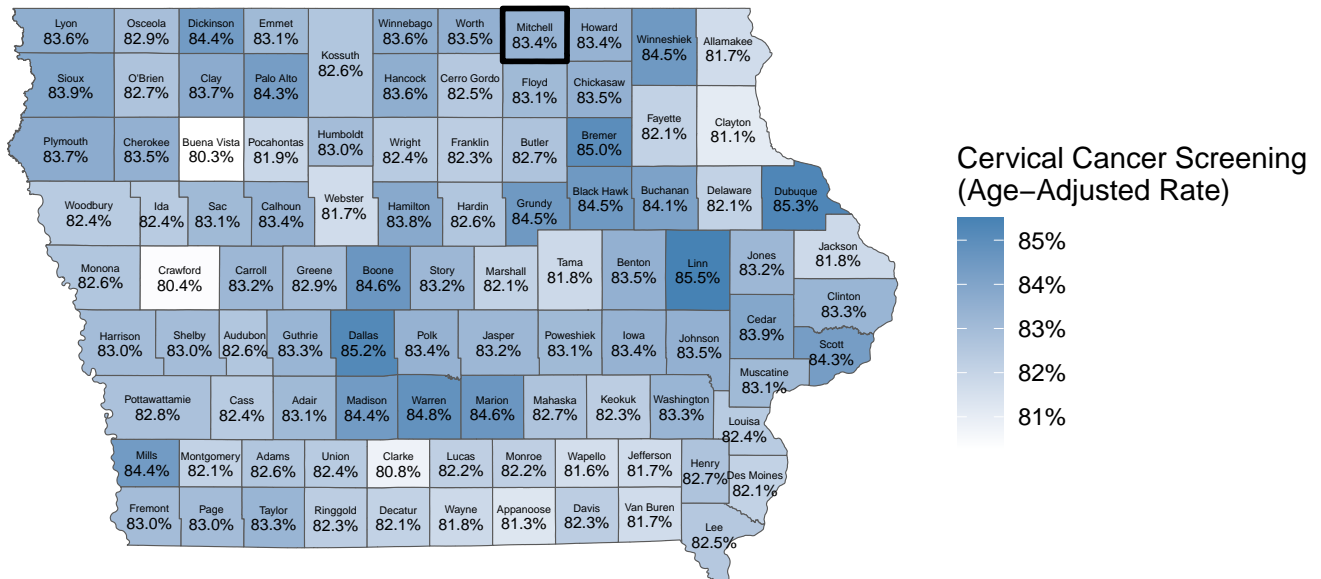 Lyon
83.6%
Osceola
82.9%
Dickinson
84.4%
Emmet
83.1%
Kossuth
82.6%
Winnebago
83.6%
Worth
83.5%
Mitchell
83.4%
Howard
83.4%
Winneshiek
84.5%
Allamakee
81.7%
Sioux
83.9%
O'Brien
82.7%
Clay
83.7%
Palo Alto
84.3%
Hancock
83.6%
Cerro Gordo
82.5%
Floyd
83.1%
Chickasaw
83.5%
Plymouth
83.7%
Cherokee
83.5%
Buena Vista
80.3%
Pocahontas
81.9%
Humboldt
83.0%
Wright
82.4%
Franklin
82.3%
Butler
82.7%
Bremer
85.0%
Fayette
82.1%
Clayton
81.1%
Woodbury
82.4%
Ida
82.4%
Sac
83.1%
Calhoun
83.4%
Webster
81.7%
Hamilton
83.8%
Hardin
82.6%
Grundy
84.5%
Black Hawk
84.5%
Buchanan
84.1%
Delaware
82.1%
Dubuque
85.3%
Monona
82.6%
Crawford
80.4%
Carroll
83.2%
Greene
82.9%
Boone
84.6%
Story
83.2%
Marshall
82.1%
Tama
81.8%
Benton
83.5%
Linn
85.5%
Jones
83.2%
Jackson
81.8%
Clinton
83.3%
Harrison
83.0%
Shelby
83.0%
Audubon
82.6%
Guthrie
83.3%
Dallas
85.2%
Polk
83.4%
Jasper
83.2%
Poweshiek
83.1%
Iowa
83.4%
Johnson
83.5%
Cedar
83.9%
Scott
84.3%
Muscatine
83.1%
Pottawattamie
82.8%
Cass
82.4%
Adair
83.1%
Madison
84.4%
Warren
84.8%
Marion
84.6%
Mahaska
82.7%
Keokuk
82.3%
Washington
83.3%
Louisa
82.4%
Mills
84.4%
Montgomery
82.1%
Adams
82.6%
Union
82.4%
Clarke
80.8%
Lucas
82.2%
Monroe
82.2%
Wapello
81.6%
Jefferson
81.7%
Henry
82.7%
Des Moines
82.1%
Fremont
83.0%
Page
83.0%
Taylor
83.3%
Ringgold
82.3%
Decatur
82.1%
Wayne
81.8%
Appanoose
81.3%
Davis
82.3%
Van Buren
81.7%
Lee
82.5%
Cervical Cancer Screening
(Age−Adjusted Rate)
85%
84%
83%
82%
81%